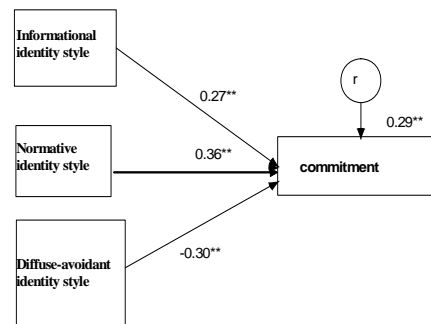 Informational
identity style
r
0.27**
0.29**
Normative
identity style
0.36**
commitment
Diffuse-avoidant
identity style
-0.30**